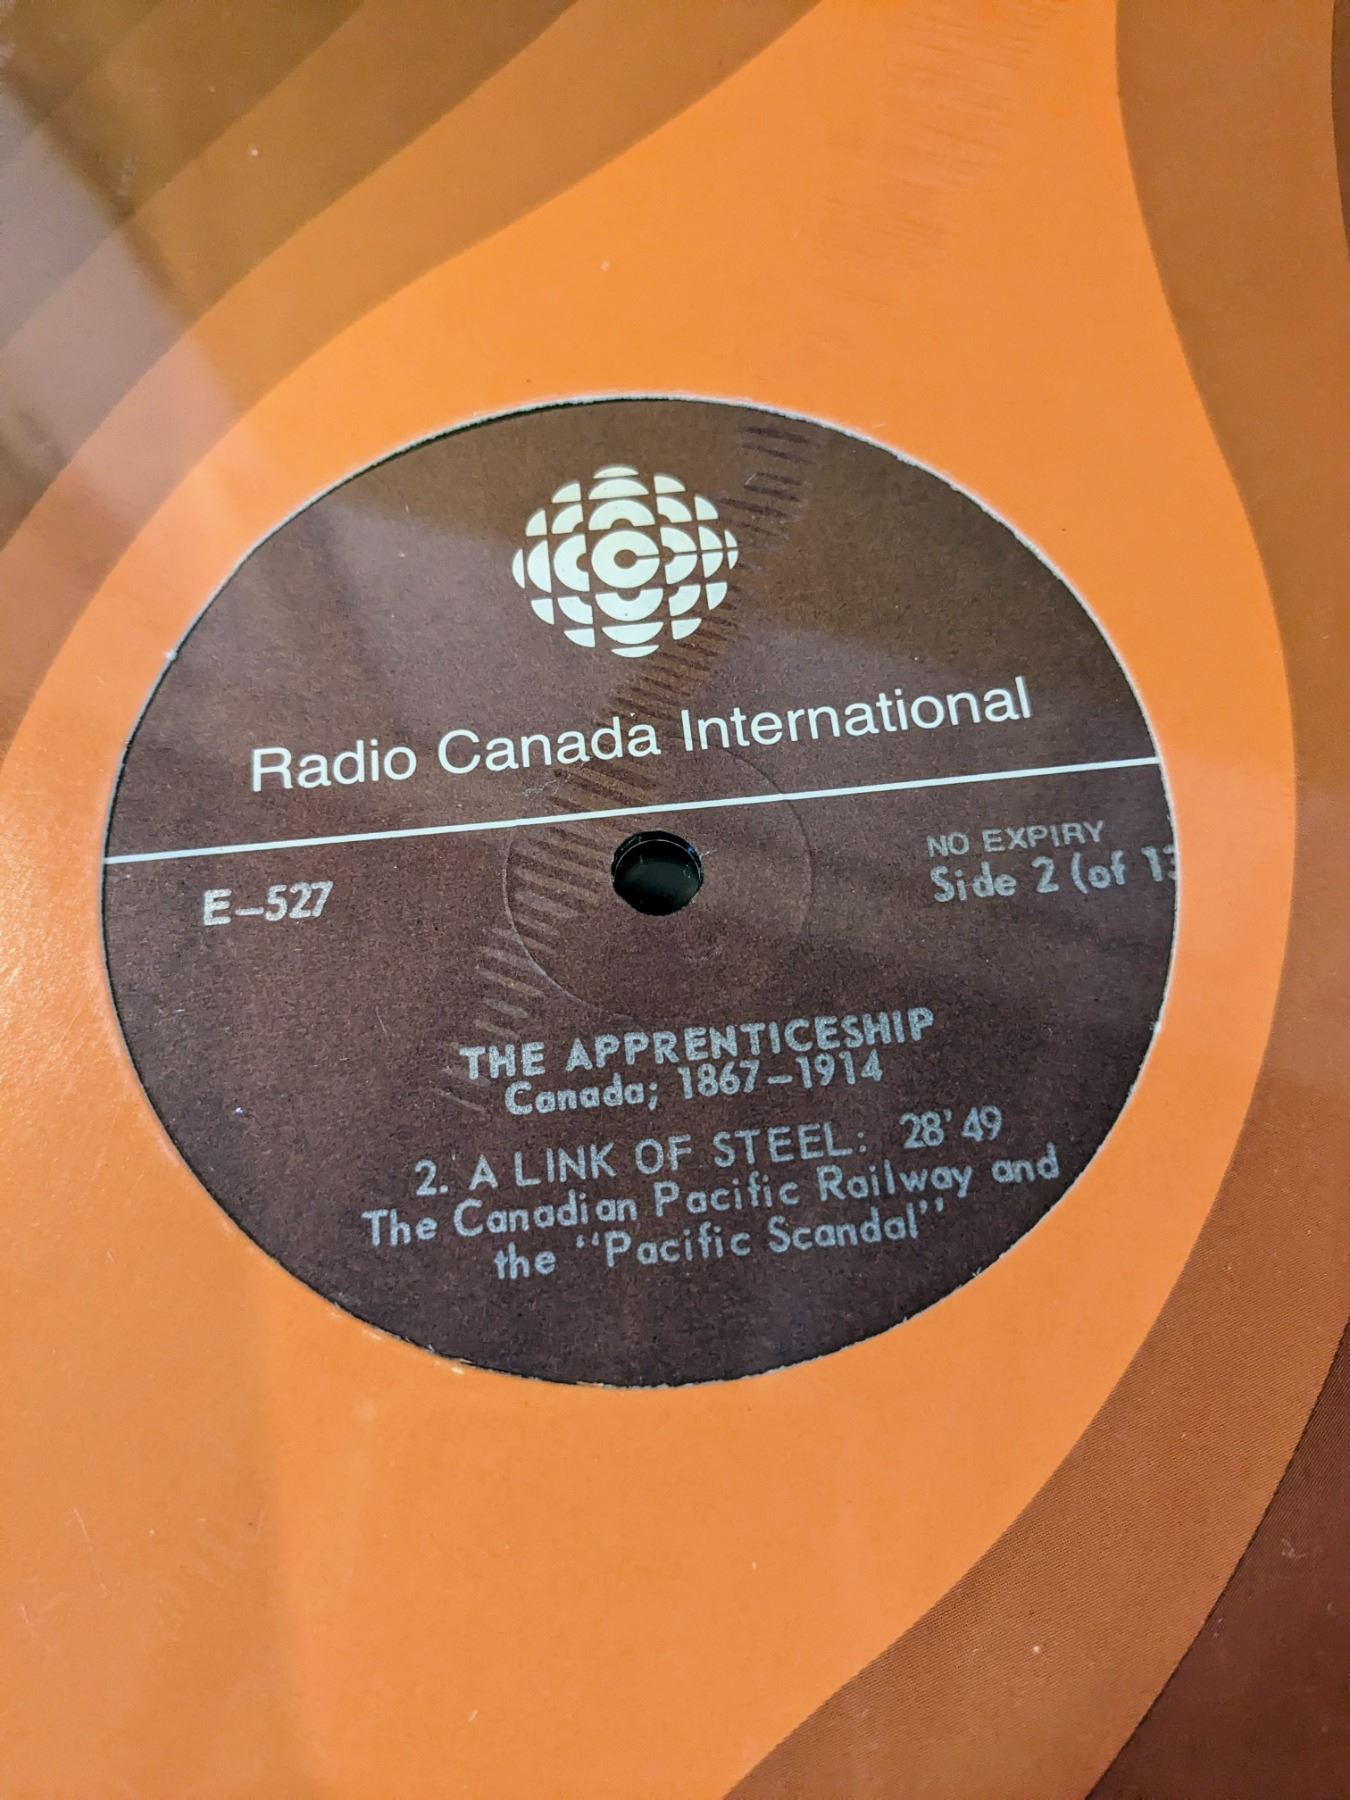 Radio Canada International
NO EXPIRY
E-527
Side 2 (of 13
THE APPRENTICESHIP
Canada; 1867-1914
2. A LINK OF STEEL: 28'49
The Canadian Pacific Railway and
the "Pacific Scandal"